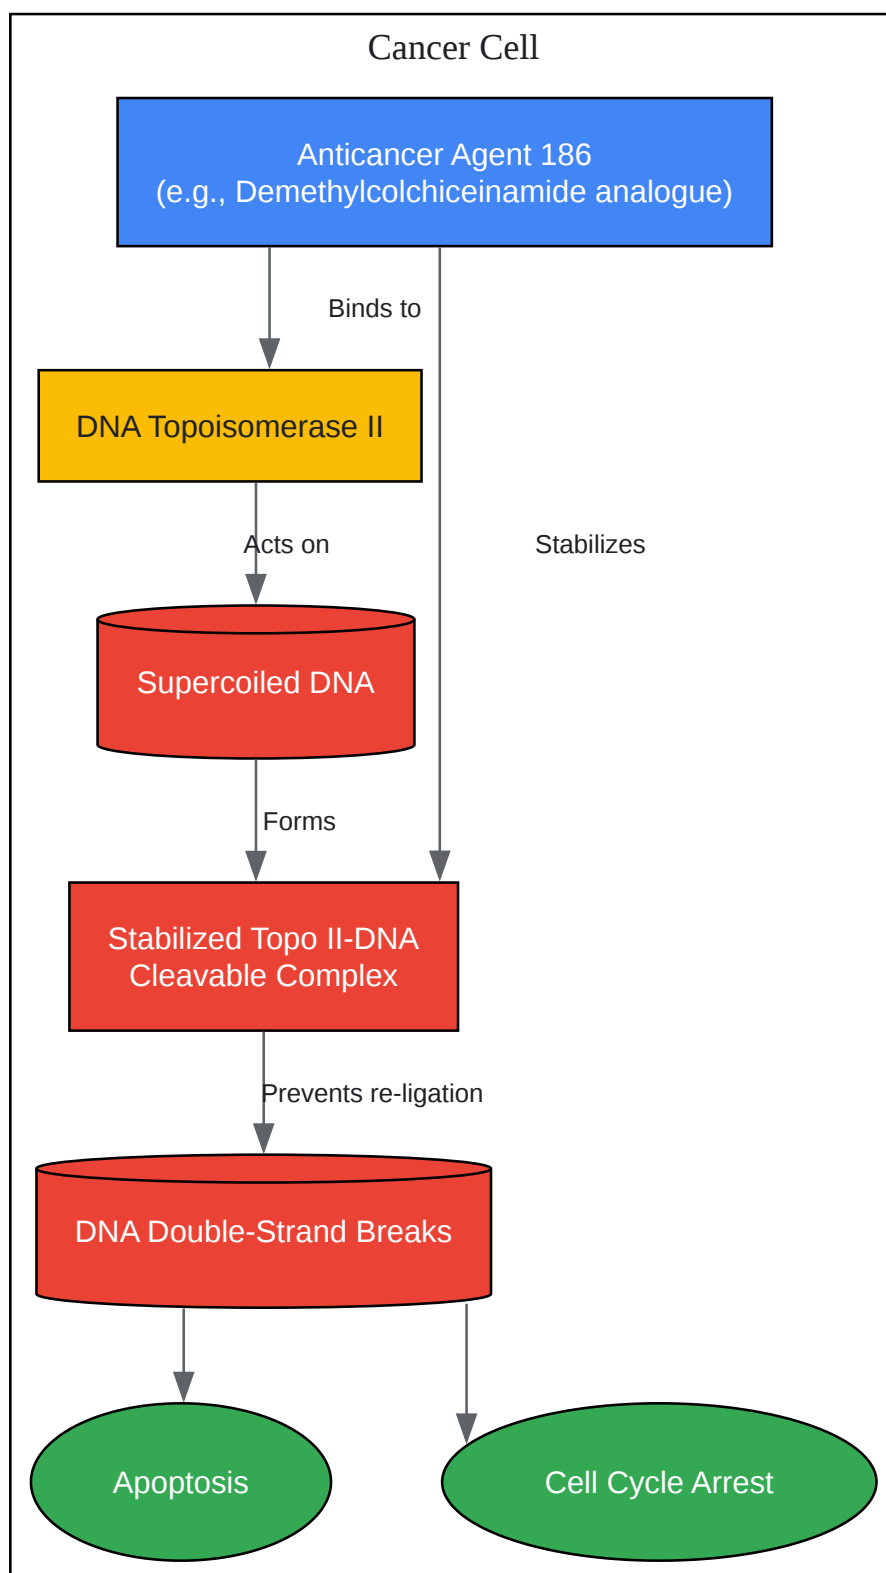 Cancer Cell
Anticancer Agent 186
(e.g., Demethylcolchiceinamide analogue)
Binds to
DNA Topoisomerase II
Acts on
Stabilizes
Supercoiled DNA
Forms
Stabilized Topo II-DNA
Cleavable Complex
Prevents re-ligation
DNA Double-Strand Breaks
Apoptosis
Cell Cycle Arrest